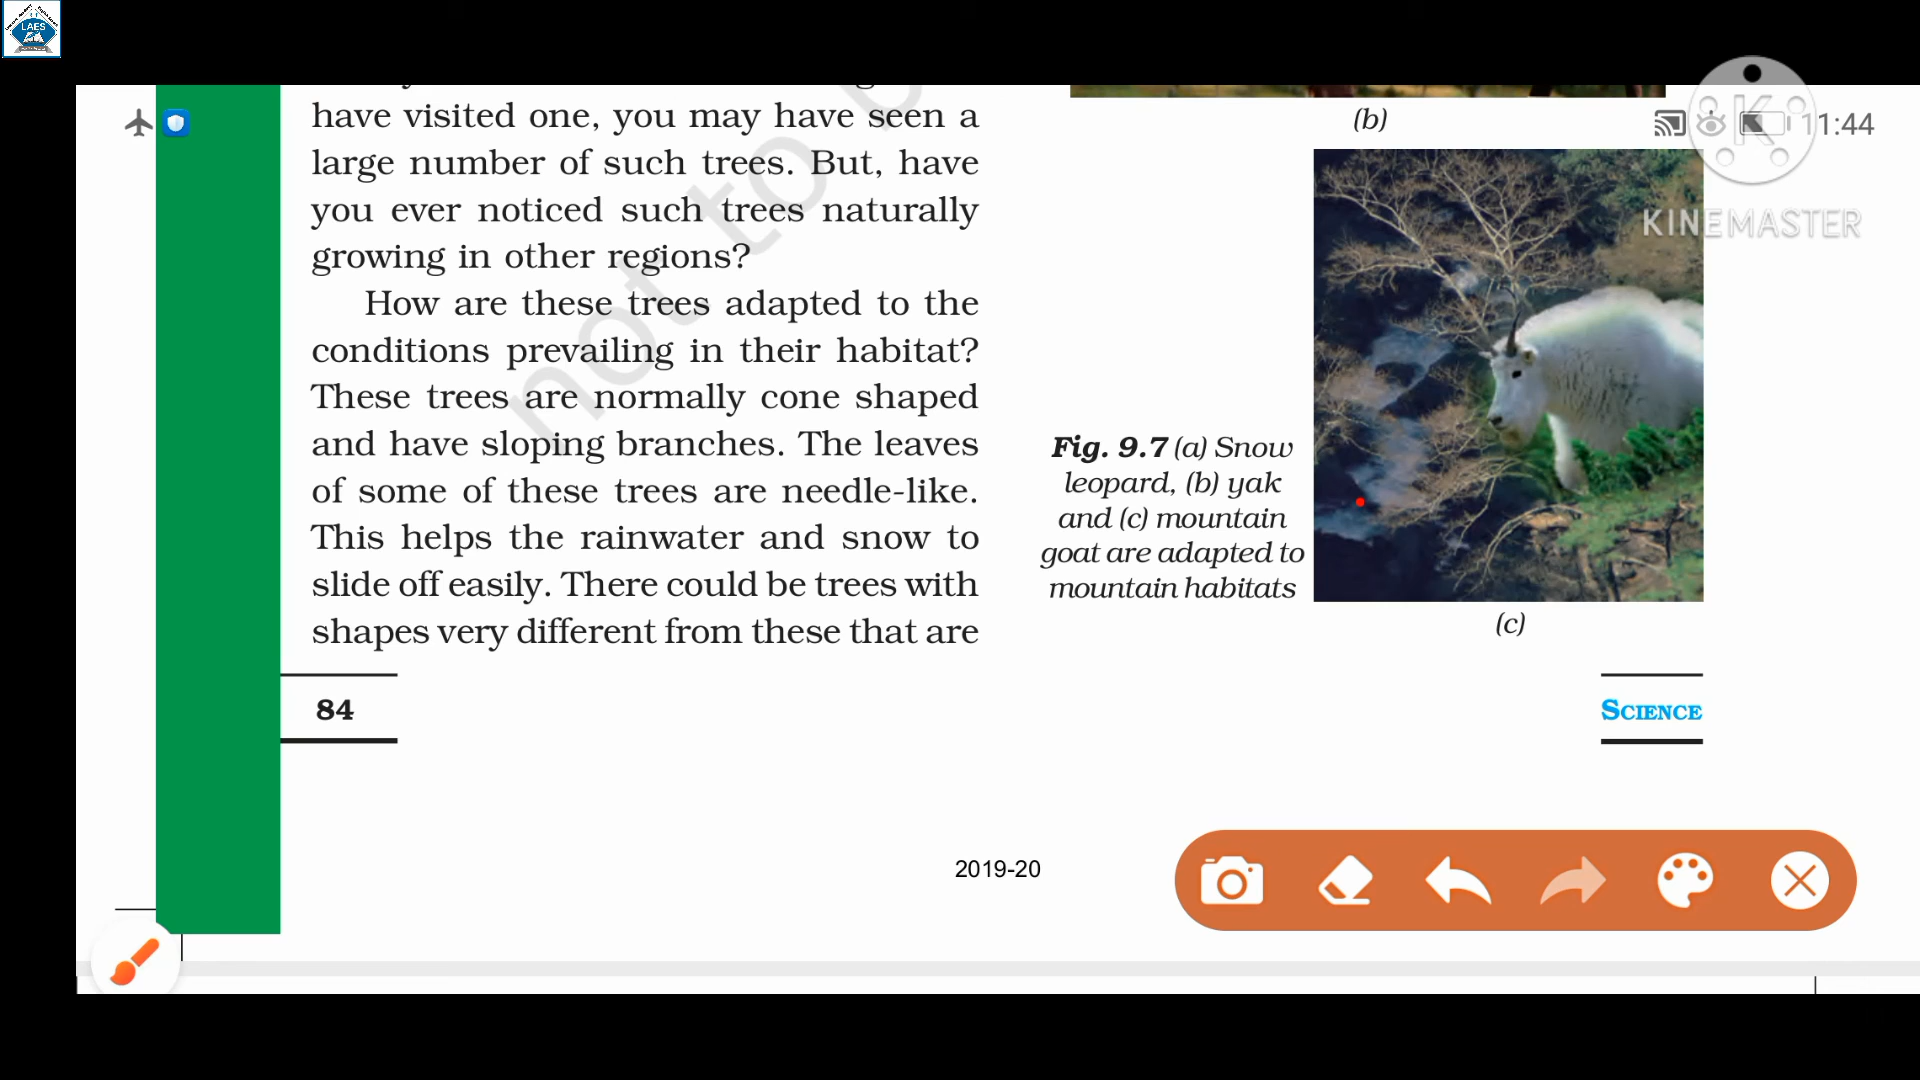 LAES
have visited one, you may have seen a
large number of such trees. But, have
you ever noticed such trees naturally
growing in other regions?
How are these trees adapted to the
conditions prevailing in their habitat?
These trees are normally cone shaped
and have sloping branches. The leaves
of some of these trees are needle-like.
This helps the rainwater and snow to
slide off easily. There could be trees with
shapes very different from these that are
not to
84
(b)
11:44
K
KINEMASTER
Fig. 9.7 (a) Snow
leopard, (b) yak
and (c) mountain
goat are adapted to
mountain habitats
(c)
SCIENCE
2019-20